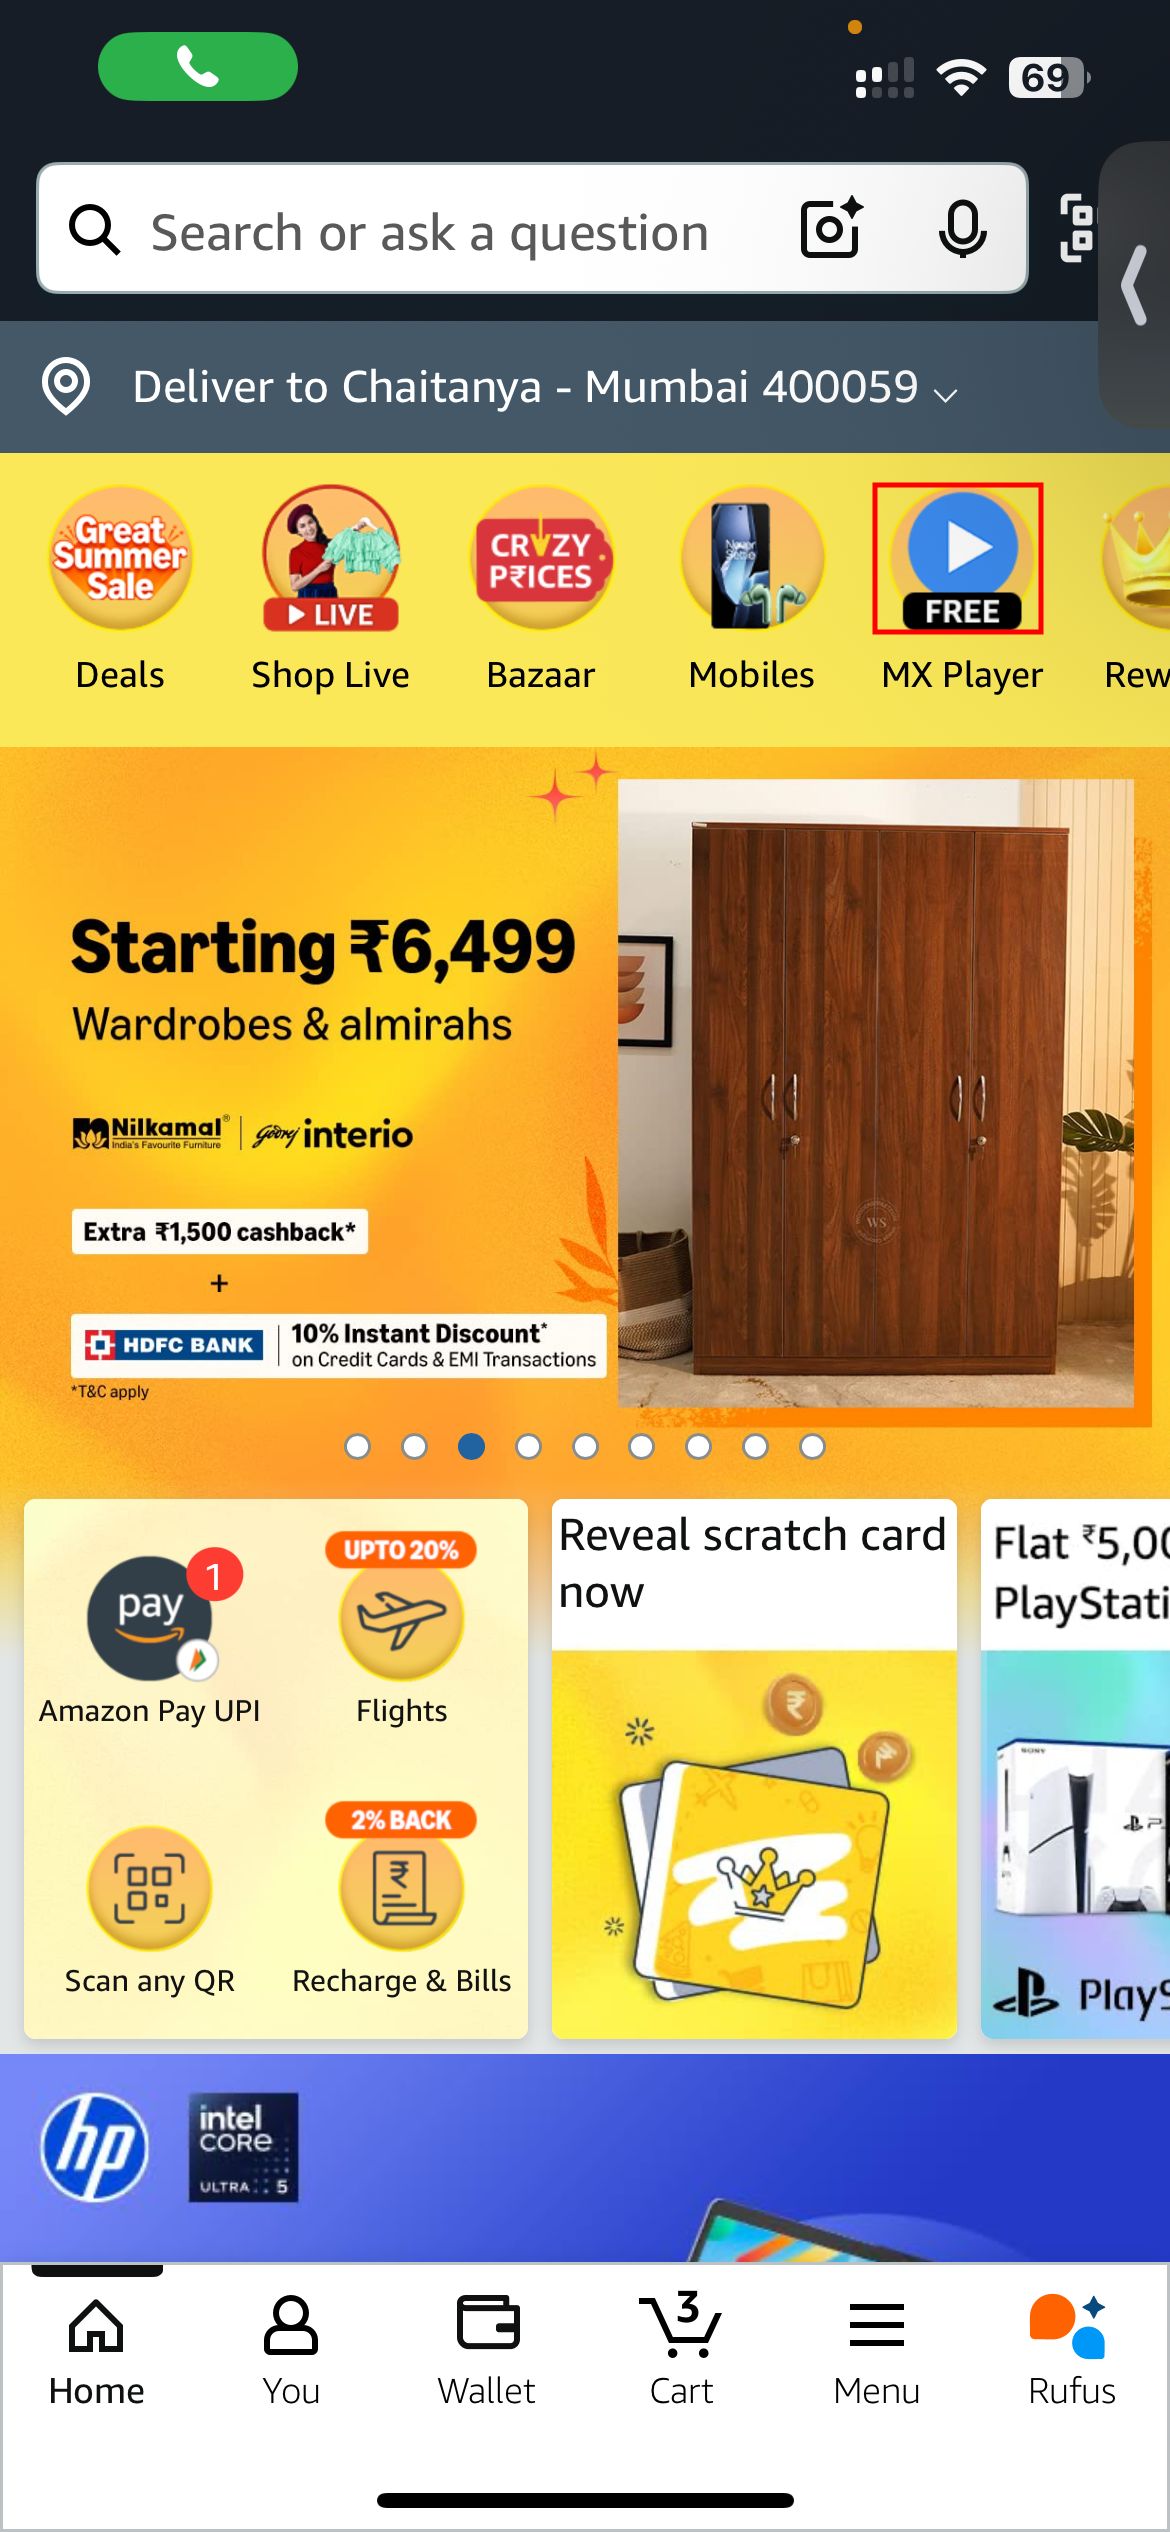 69
Search or ask a question
Deliver to Chaitanya - Mumbai 400059
Great
Summer
Sale
LIVE
CRAZY
PRICES
FREE
Deals
Shop Live
Bazaar
Mobiles
MX Player
Rew
Starting ₹6,499
Wardrobes & almirahs
Nilkamal®
India's Favourite Furniture
Godrej interio
Extra ₹1,500 cashback*
+
HDFC BANK
10% Instant Discount*
on Credit Cards & EMI Transactions
*T&C apply
WS
pay
1
UPTO 20%
Amazon Pay UPI
Flights
2% BACK
Scan any QR
Recharge & Bills
Reveal scratch card
now
Flat ₹5,00
PlayStati
SONY
PlayS
hp
intel
CORE
ULTRA 5
Home
You
Wallet
3
Cart
Menu
Rufus